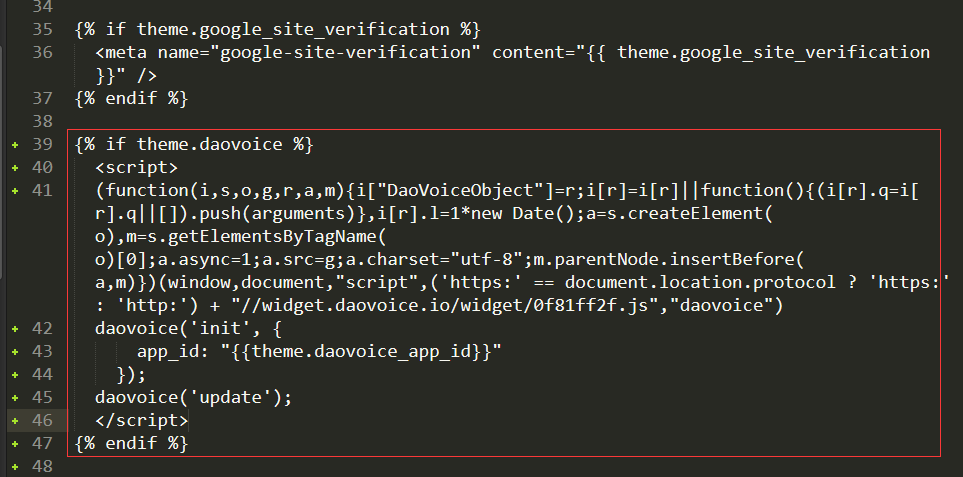 34
35 {% if theme.google_site_verification %}
36 <meta name="google-site-verification" content="{{ theme.google_site_verification
}}" />
37 {% endif %}
38
39 {% if theme.daovoice %}
40 <script>
41 (function(i,s,o,g,r,a,m){i["DaoVoiceObject"]=r;i[r]=i[r]||function(){(i[r].q=i[
r].q||[]).push(arguments)},i[r].l=1*new Date();a=s.createElement(
o),m=s.getElementsByTagName(
o)[0];a.async=1;a.src=g;a.charset="utf-8";m.parentNode.insertBefore(
a,m)})(window,document,"script",('https:' == document.location.protocol ? 'https:'
: 'http:') + "//widget.daovoice.io/widget/0f81ff2f.js","daovoice")
42 daovoice('init', {
43 app_id: "{{theme.daovoice_app_id}}"
44 });
45 daovoice('update');
46 </script>
47 {% endif %}
48